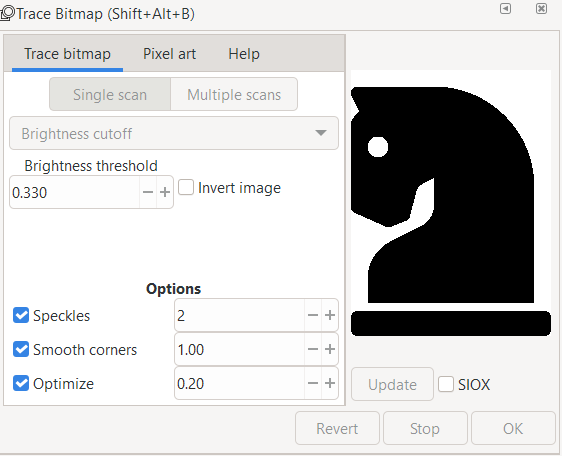 Trace Bitmap (Shift+Alt+B)
Trace bitmap Pixel art Help
Single scan Multiple scans
Brightness cutoff
Brightness threshold
0.330 Invert image
Options
Speckles 2
Smooth corners 1.00
Optimize 0.20
Update SIOX
Revert Stop OK